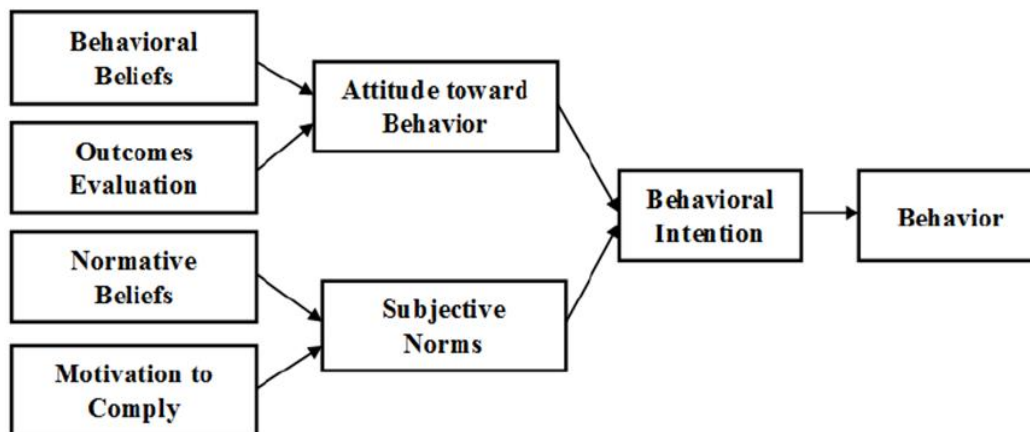 Behavioral
Beliefs
Outcomes
Evaluation
Normative
Beliefs
Motivation to
Comply
Attitude toward
Behavior
Subjective
Norms
Behavioral
Intention
Behavior